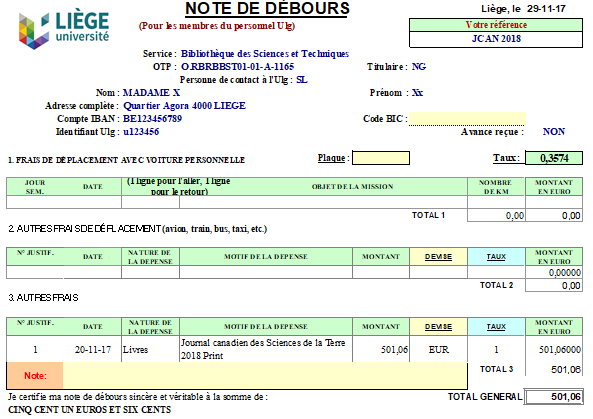 LIÈGE
université
NOTE DE DÉBOURS
Liège, le 29-11-17
(Pour les membres du personnel Ulg)
Votre référence
JCAN 2018
Service : Bibliothèque des Sciences et Techniques
OTP : O.RBRBBST01-01-A-1165
Titulaire : NG
Personne de contact à l'Ulg : SL
Nom : MADAME X
Prénom : Xx
Adresse complète : Quartier Agora 4000 LIEGE
Compte IBAN : BE123456789
Code BIC :
Identifiant Ulg : u123456
Avance reçue : NON
1. FRAIS DE DÉPLACEMENT AVEC VOITURE PERSONNELLE
Plaque :
Taux : 0,3574
JOUR SEM.
DATE
(1 ligne pour l'aller, 1 ligne pour le retour)
OBJET DE LA MISSION
NOMBRE DE KM
MONTANT EN EURO
TOTAL 1 0,00 0,00
2. AUTRES FRAIS DE DÉPLACEMENT (avion, train, bus, taxi, etc.)
N° JUSTIF.
DATE
NATURE DE LA DEPENSE
MOTIF DE LA DEPENSE
MONTANT
DEVISE
TAUX
MONTANT EN EURO
0,00000
TOTAL 2 0,00
3. AUTRES FRAIS
N° JUSTIF.
DATE
NATURE DE LA DEPENSE
MOTIF DE LA DEPENSE
MONTANT
DEVISE
TAUX
MONTANT EN EURO
1 20-11-17 Livres Journal canadien des Sciences de la Terre 2018 Print 501,06 EUR 1 501,06000
Note:
TOTAL 3 501,06
Je certifie ma note de débours sincère et véritable à la somme de :
TOTAL GENERAL 501,06
CINQ CENT UN EUROS ET SIX CENTS